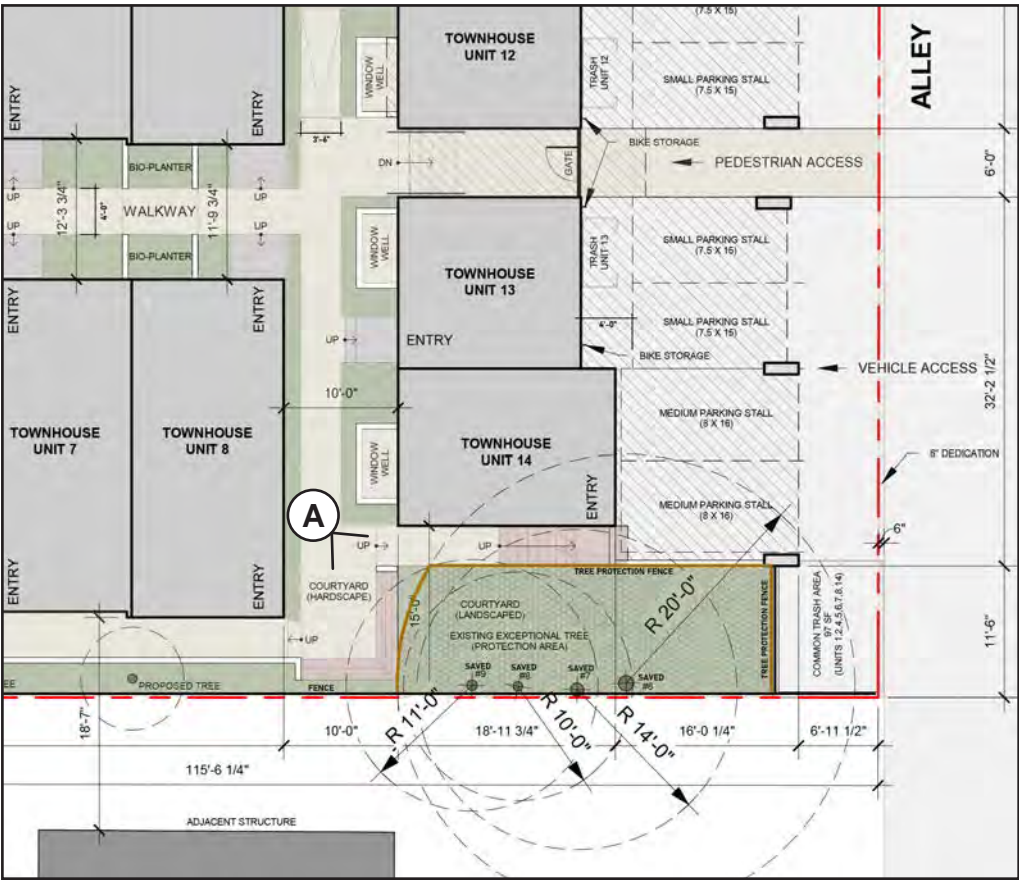 (7.5 X 15)
ALLEY
TOWNHOUSE
UNIT 12
TRASH
UNIT 12
SMALL PARKING STALL
(7.5 X 15)
WINDOW
WELL
ENTRY
ENTRY
3'-6"
BIKE STORAGE
DN
GATE
PEDESTRIAN ACCESS
6'-0"
BIO-PLANTER
UP
UP
12'-3 3/4"
4'-0"
WALKWAY
11'-9 3/4"
UP
UP
BIO-PLANTER
WINDOW
WELL
TRASH
UNIT 13
SMALL PARKING STALL
(7.5 X 15)
TOWNHOUSE
UNIT 13
ENTRY
ENTRY
UP
ENTRY
4'-0"
SMALL PARKING STALL
(7.5 X 15)
BIKE STORAGE
VEHICLE ACCESS
32'-2 1/2"
10'-0"
MEDIUM PARKING STALL
(8 X 16)
TOWNHOUSE
UNIT 7
TOWNHOUSE
UNIT 8
WINDOW
WELL
TOWNHOUSE
UNIT 14
6" DEDICATION
ENTRY
MEDIUM PARKING STALL
(8 X 16)
A
6"
UP
UP
ENTRY
ENTRY
COURTYARD
(HARDSCAPE)
TREE PROTECTION FENCE
15'-0"
COURTYARD
(LANDSCAPED)
R 20'-0"
EXISTING EXCEPTIONAL TREE
(PROTECTION AREA)
TREE PROTECTION FENCE
COMMON TRASH AREA
97 SF
(UNITS 1,2,4,5,6,7,8,14)
11'-6"
UP
SAVED
#9
SAVED
#8
SAVED
#7
SAVED
#6
EE
PROPOSED TREE
FENCE
18'-7"
10'-0"
R 11'-0"
18'-11 3/4"
R 10'-0"
R 14'-0"
16'-0 1/4"
6'-11 1/2"
115'-6 1/4"
ADJACENT STRUCTURE